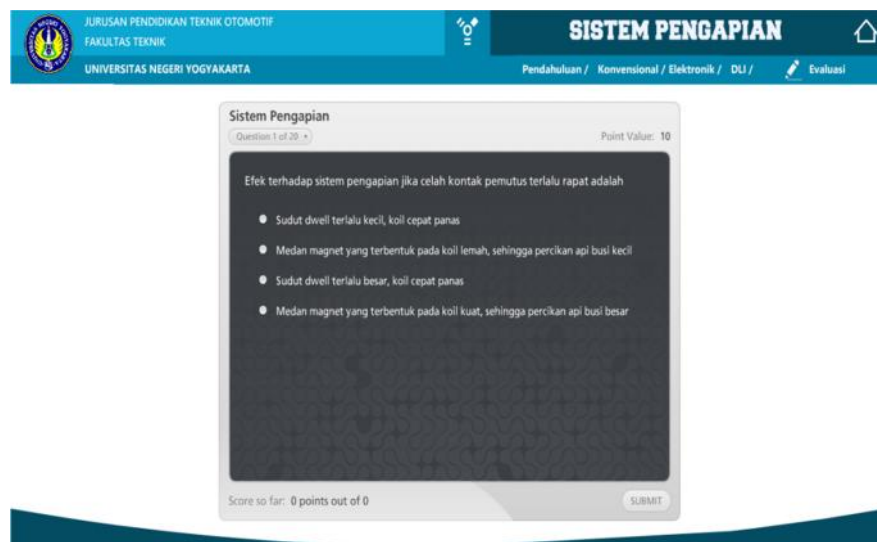 JURUSAN PENDIDIKAN TEKNIK OTOMOTIF
FAKULTAS TEKNIK
UNIVERSITAS NEGERI YOGYAKARTA
SISTEM PENGAPIAN
Pendahuluan / Konvensional / Elektronik / DLI / Evaluasi
Sistem Pengapian
Question 1 of 20
Point Value: 10
Efek terhadap sistem pengapian jika celah kontak pemutus terlalu rapat adalah
Sudut dwell terlalu kecil, koil cepat panas
Medan magnet yang terbentuk pada koil lemah, sehingga percikan api busi kecil
Sudut dwell terlalu besar, koil cepat panas
Medan magnet yang terbentuk pada koil kuat, sehingga percikan api busi besar
Score so far: 0 points out of 0
SUBMIT